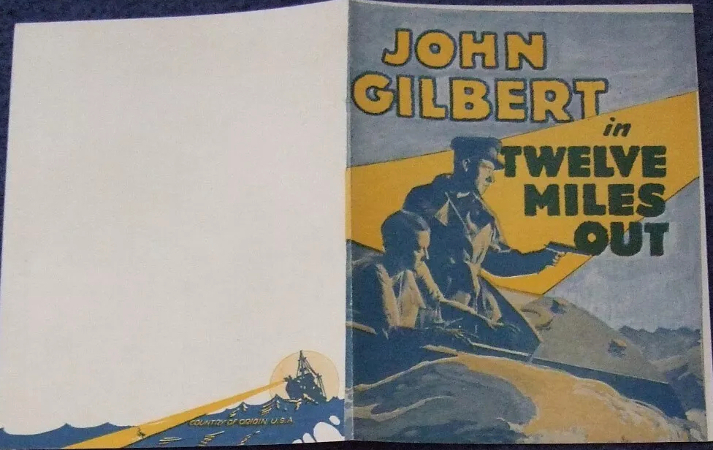 JOHN
GILBERT
in
TWELVE
MILES
OUT
COUNTRY OF ORIGIN U.S.A.